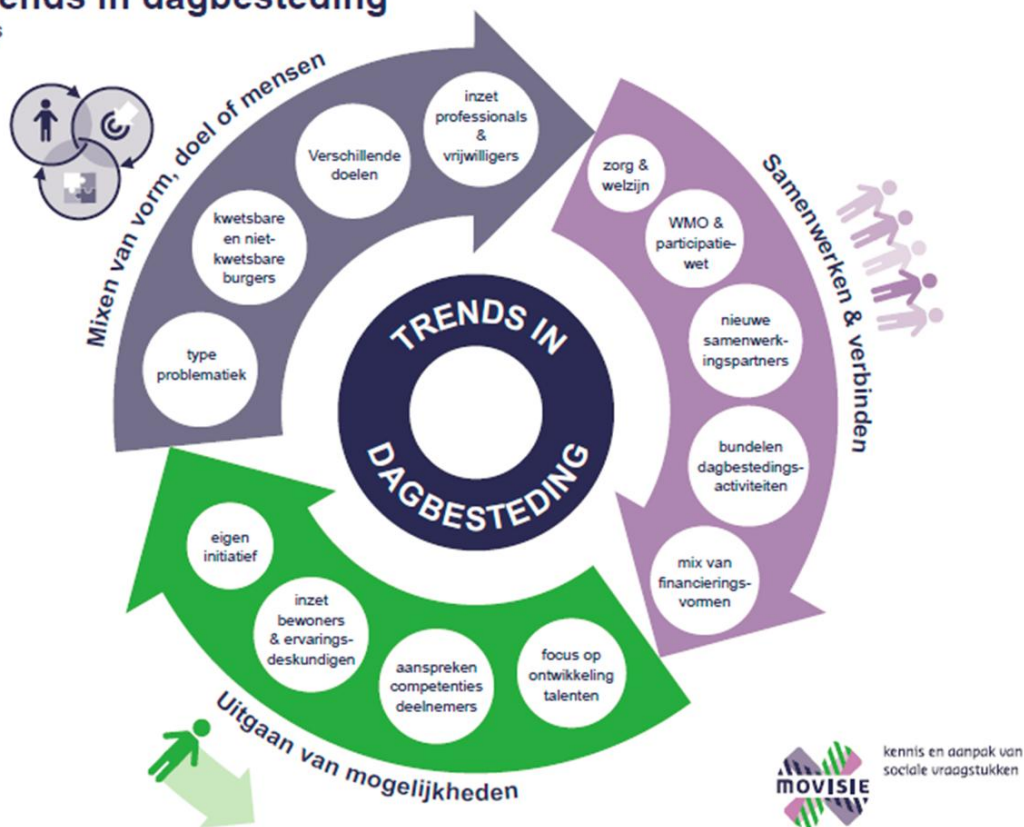 ends in dagbesteding
s
Mixen van vorm, doel of mensen
type
problematiek
kwetsbare
en niet-
kwetsbare
burgers
Verschillende
doelen
inzet
professionals
&
vrijwilligers
Samenwerken & verbinden
zorg &
welzijn
WMO &
participatie-
wet
nieuwe
samenwerk-
ingspartners
bundelen
dagbestedings-
activiteiten
mix van
financierings-
vormen
Uitgaan van mogelijkheden
focus op
ontwikkeling
talenten
aanspreken
competenties
deelnemers
inzet
bewoners
& ervarings-
deskundigen
eigen
initiatief
TRENDS IN
DAGBESTEDING
MOVISIE
kennis en aanpak van
sociale vraagstukken